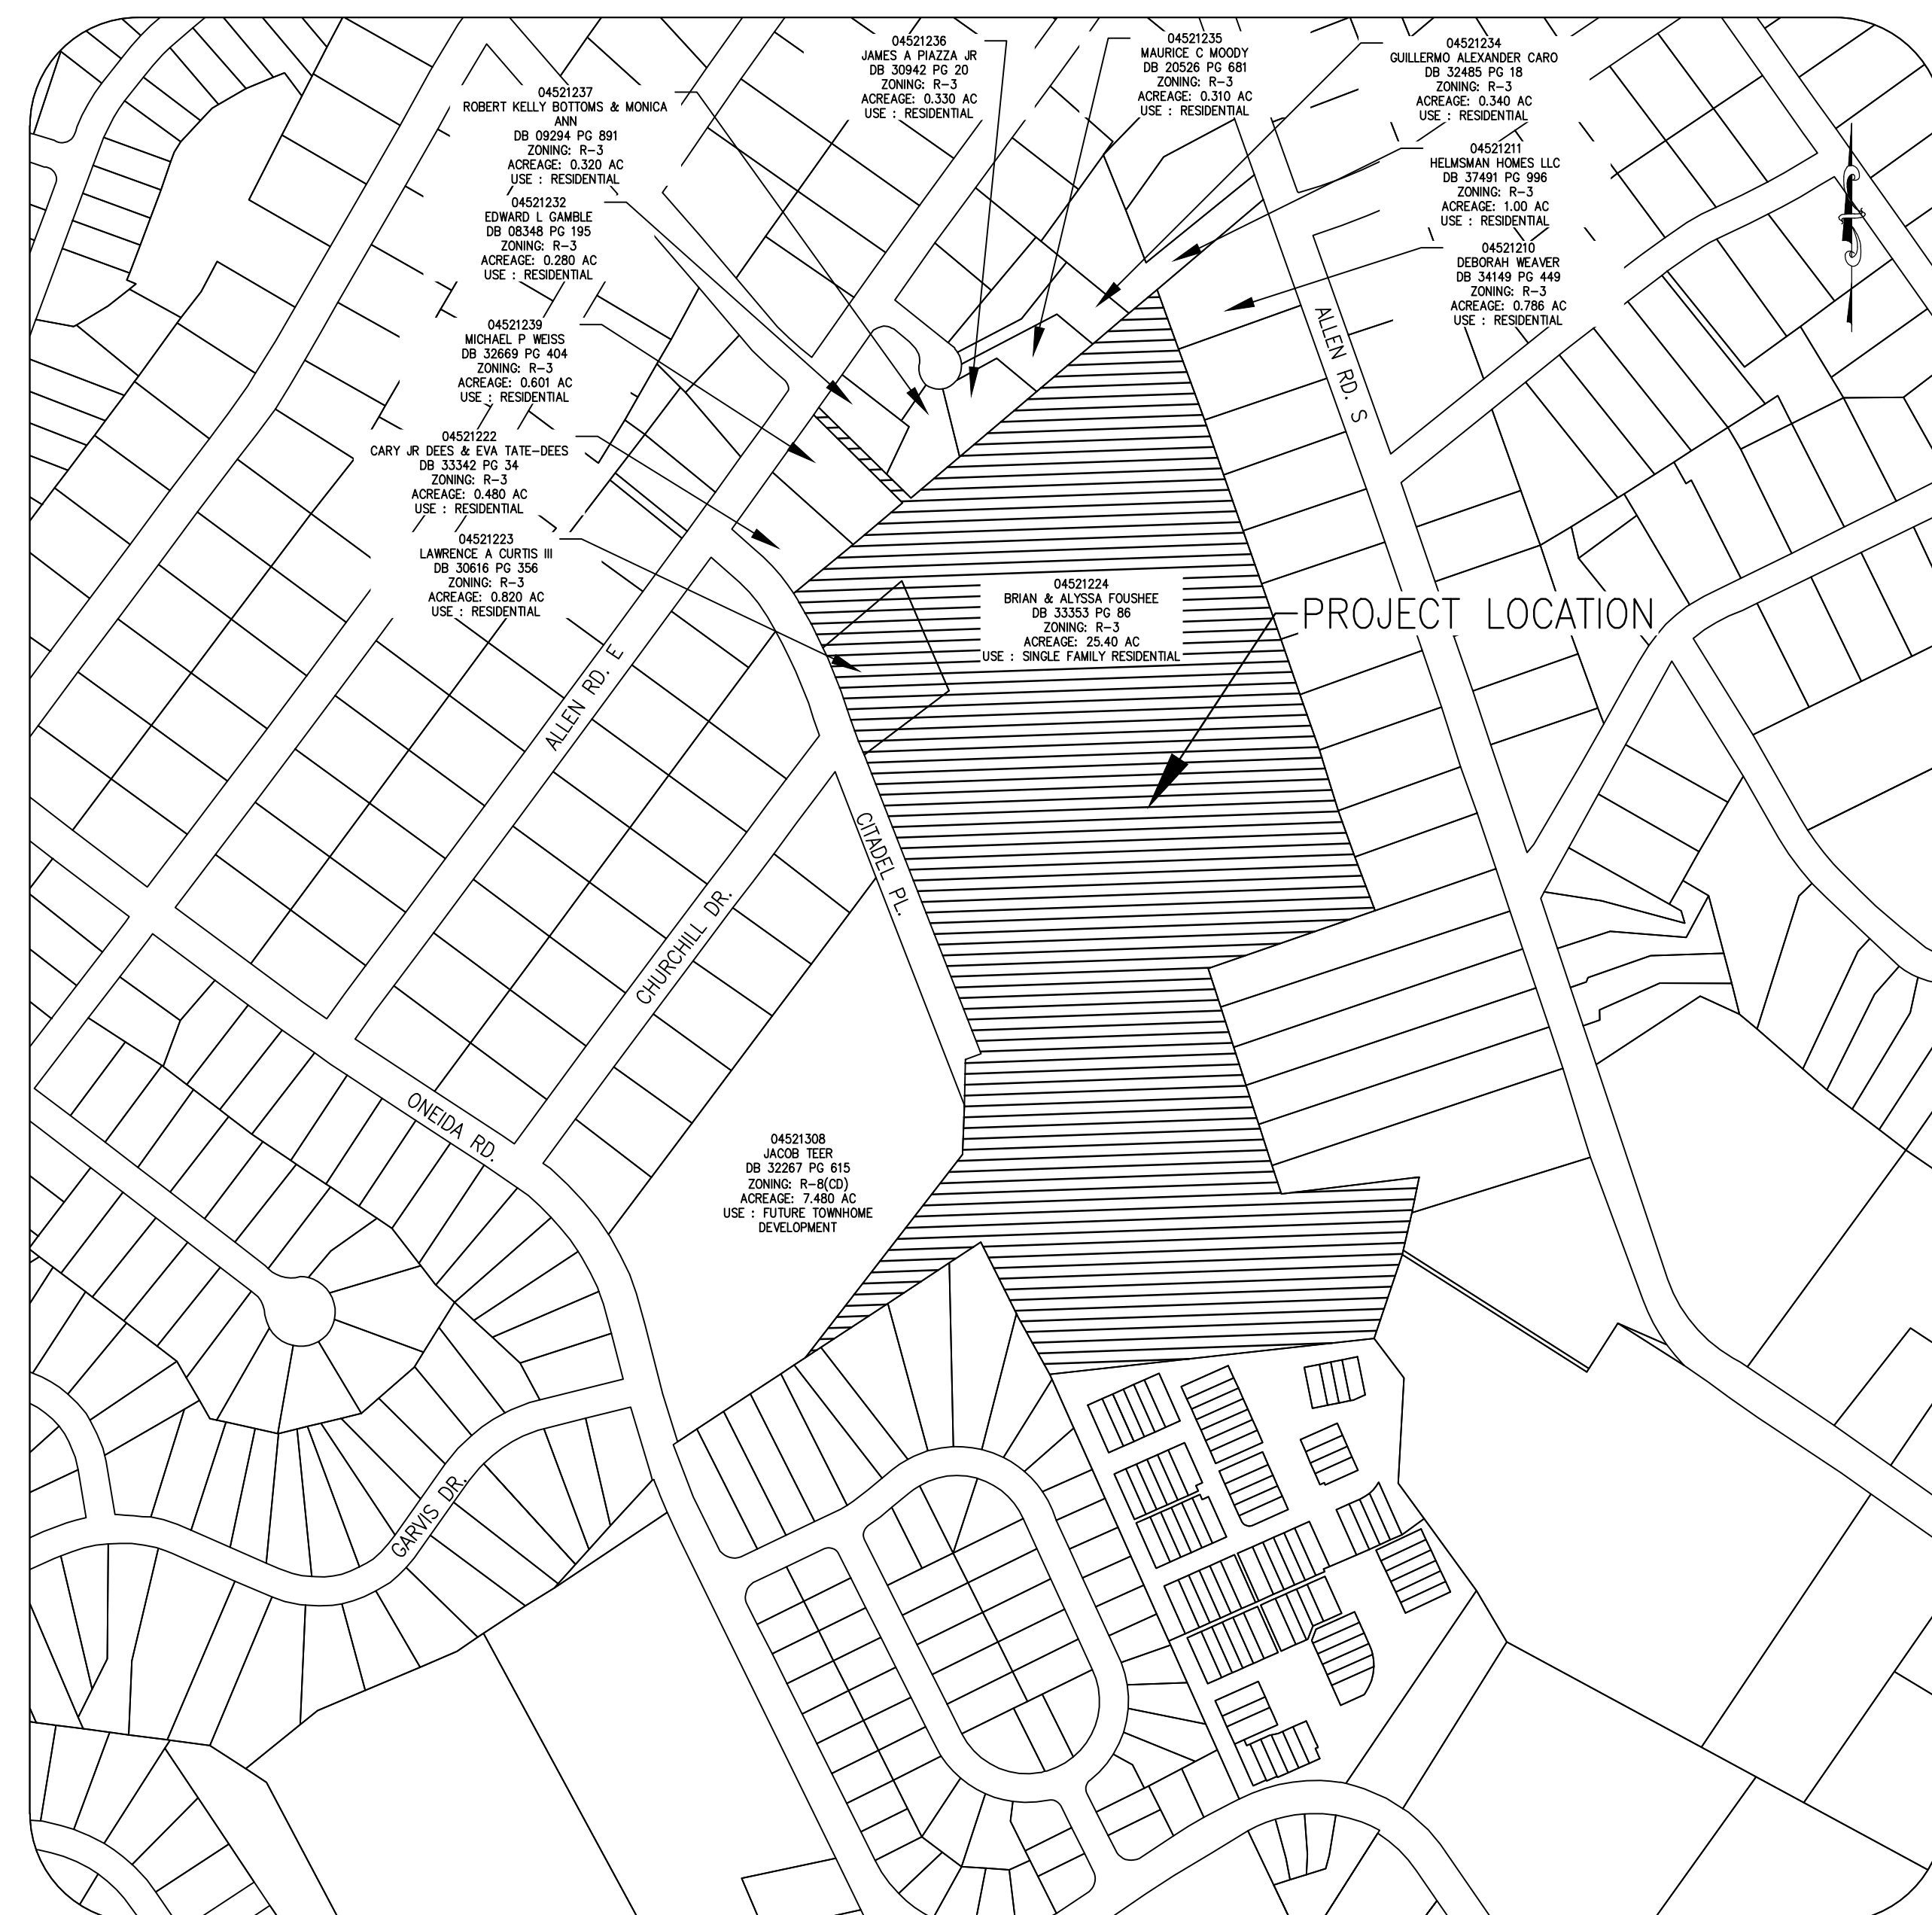 04521236
JAMES A PIAZZA JR
DB 30942 PG 20
ZONING: R-3
ACREAGE: 0.330 AC
USE : RESIDENTIAL
04521235
MAURICE C MOODY
DB 20526 PG 681
ZONING: R-3
ACREAGE: 0.310 AC
USE : RESIDENTIAL
04521234
GUILLERMO ALEXANDER CARO
DB 32485 PG 18
ZONING: R-3
ACREAGE: 0.340 AC
USE : RESIDENTIAL
04521237
ROBERT KELLY BOTTOMS & MONICA
ANN
DB 09294 PG 891
ZONING: R-3
ACREAGE: 0.320 AC
USE : RESIDENTIAL
04521211
HELMSMAN HOMES LLC
DB 37491 PG 996
ZONING: R-3
ACREAGE: 1.00 AC
USE : RESIDENTIAL
04521232
EDWARD L GAMBLE
DB 08348 PG 195
ZONING: R-3
ACREAGE: 0.280 AC
USE : RESIDENTIAL
04521210
DEBORAH WEAVER
DB 34149 PG 449
ZONING: R-3
ACREAGE: 0.786 AC
USE : RESIDENTIAL
04521239
MICHAEL P WEISS
DB 32669 PG 404
ZONING: R-3
ACREAGE: 0.601 AC
USE : RESIDENTIAL
ALLEN RD. S
04521222
CARY JR DEES & EVA TATE-DEES
DB 33342 PG 34
ZONING: R-3
ACREAGE: 0.480 AC
USE : RESIDENTIAL
04521223
LAWRENCE A CURTIS III
DB 30616 PG 356
ZONING: R-3
ACREAGE: 0.820 AC
USE : RESIDENTIAL
04521224
BRIAN & ALYSSA FOUSHEE
DB 33353 PG 86
ZONING: R-3
ACREAGE: 25.40 AC
USE : SINGLE FAMILY RESIDENTIAL
PROJECT LOCATION
ALLEN RD. E
CITADEL PL.
CHURCHILL DR.
ONEIDA RD.
04521308
JACOB TEER
DB 32267 PG 615
ZONING: R-8(CD)
ACREAGE: 7.480 AC
USE : FUTURE TOWNHOME
DEVELOPMENT
GARVIS DR.